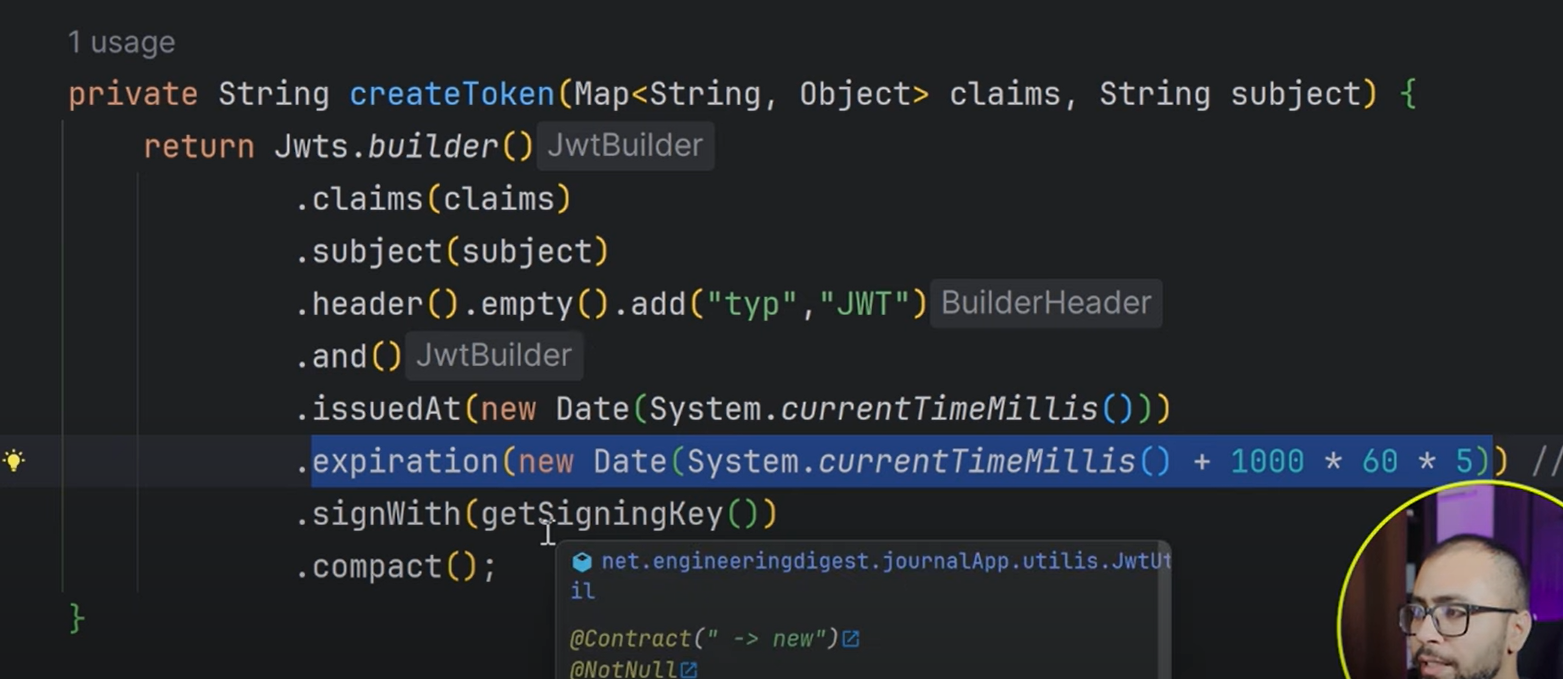 1 usage
private String createToken(Map<String, Object> claims, String subject) {
return Jwts.builder() JwtBuilder
.claims(claims)
.subject(subject)
.header().empty().add("typ","JWT") BuilderHeader
.and() JwtBuilder
.issuedAt(new Date(System.currentTimeMillis()))
.expiration(new Date(System.currentTimeMillis() + 1000 * 60 * 5)) //
.signWith(getSigningKey())
.compact();
net.engineeringdigest.journalApp.utilis.JwtUt
il
@Contract(" -> new")
@NotNull
}